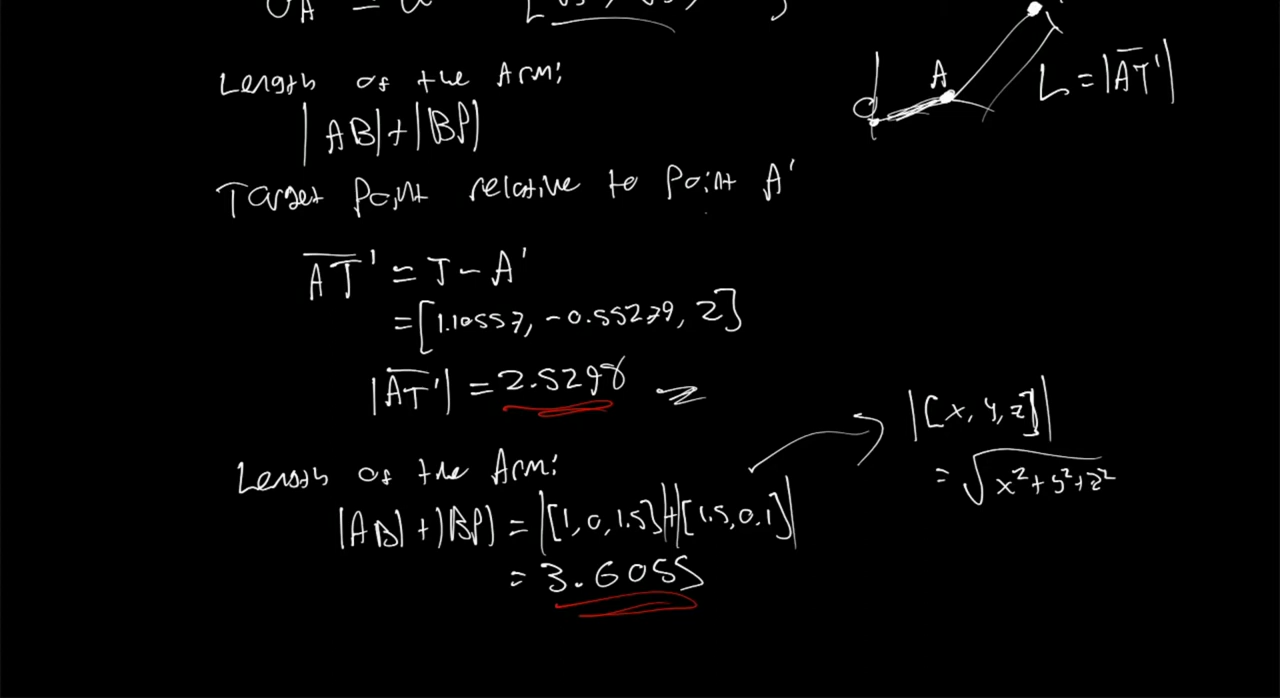 Length of the Arm:
|AB|+|BP|
Target Point relative to Point A'
AT' = T - A'
= [1.10557, -0.55279, 2]
|AT'| = 2.5298
Length of the Arm:
|AB|+|BP| = |[1,0,1.5]|+|[1.5,0.1]|
= 3.6055
A
L = |AT'|
|[x, y, z]|
= √x²+y²+z²